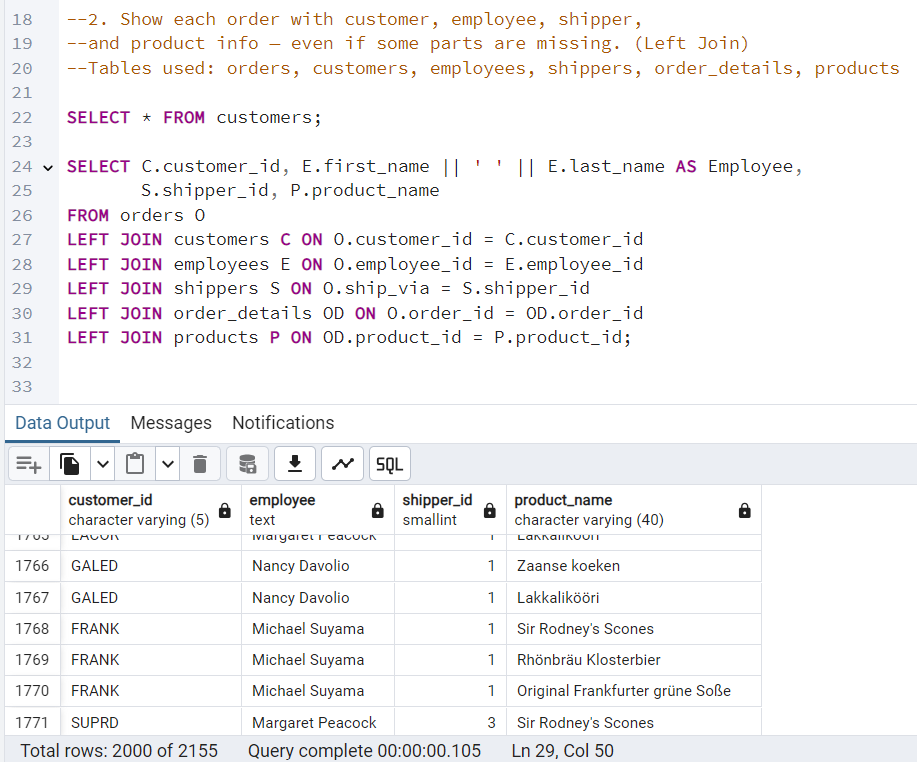 18 --2. Show each order with customer, employee, shipper,
19 --and product info – even if some parts are missing. (Left Join)
20 --Tables used: orders, customers, employees, shippers, order_details, products
21
22 SELECT * FROM customers;
23
24 SELECT C.customer_id, E.first_name || ' ' || E.last_name AS Employee,
25 S.shipper_id, P.product_name
26 FROM orders O
27 LEFT JOIN customers C ON O.customer_id = C.customer_id
28 LEFT JOIN employees E ON O.employee_id = E.employee_id
29 LEFT JOIN shippers S ON O.ship_via = S.shipper_id
30 LEFT JOIN order_details OD ON O.order_id = OD.order_id
31 LEFT JOIN products P ON OD.product_id = P.product_id;
32
33
Data Output Messages Notifications
SQL
customer_id employee shipper_id product_name
character varying (5) text smallint character varying (40)
1765 LACOR Margaret Peacock 1 Lakkalikööri
1766 GALED Nancy Davolio 1 Zaanse koeken
1767 GALED Nancy Davolio 1 Lakkalikööri
1768 FRANK Michael Suyama 1 Sir Rodney's Scones
1769 FRANK Michael Suyama 1 Rhönbräu Klosterbier
1770 FRANK Michael Suyama 1 Original Frankfurter grüne Soße
1771 SUPRD Margaret Peacock 3 Sir Rodney's Scones
Total rows: 2000 of 2155 Query complete 00:00:00.105 Ln 29, Col 50